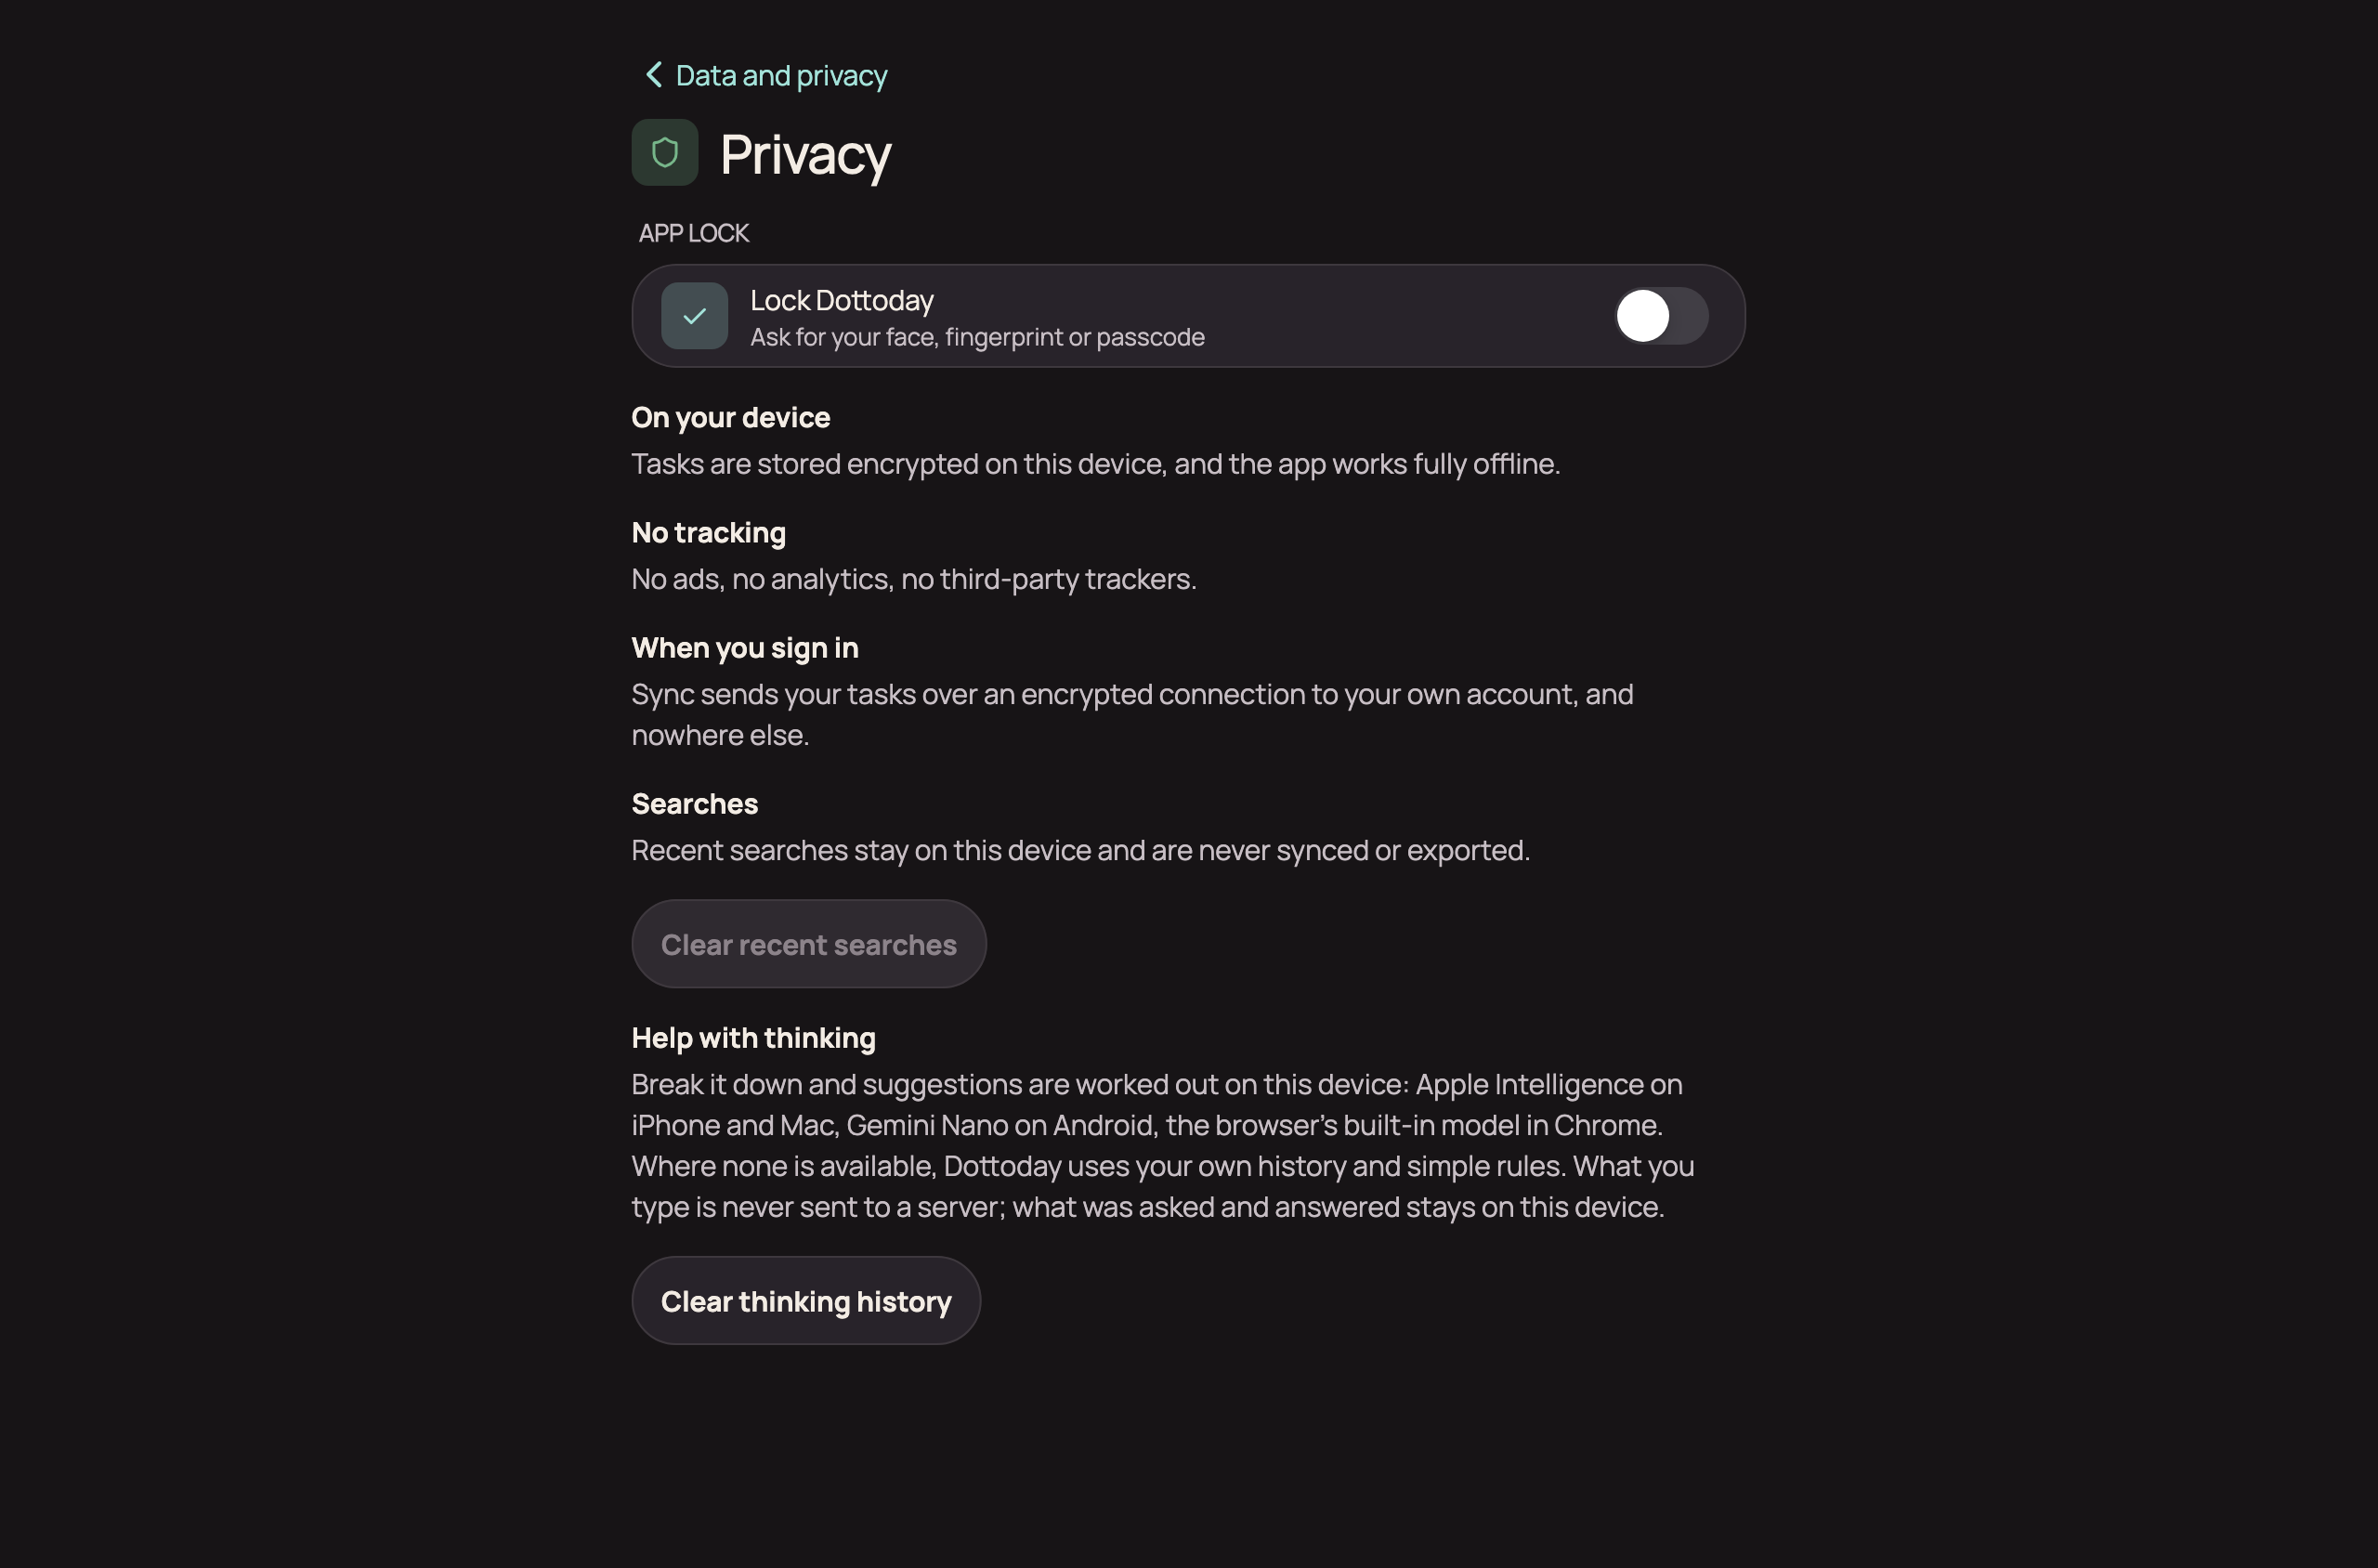 Data and privacy
Privacy
APP LOCK
Lock Dottoday
Ask for your face, fingerprint or passcode
On your device
Tasks are stored encrypted on this device, and the app works fully offline.
No tracking
No ads, no analytics, no third-party trackers.
When you sign in
Sync sends your tasks over an encrypted connection to your own account, and
nowhere else.
Searches
Recent searches stay on this device and are never synced or exported.
Clear recent searches
Help with thinking
Break it down and suggestions are worked out on this device: Apple Intelligence on
iPhone and Mac, Gemini Nano on Android, the browser’s built-in model in Chrome.
Where none is available, Dottoday uses your own history and simple rules. What you
type is never sent to a server; what was asked and answered stays on this device.
Clear thinking history